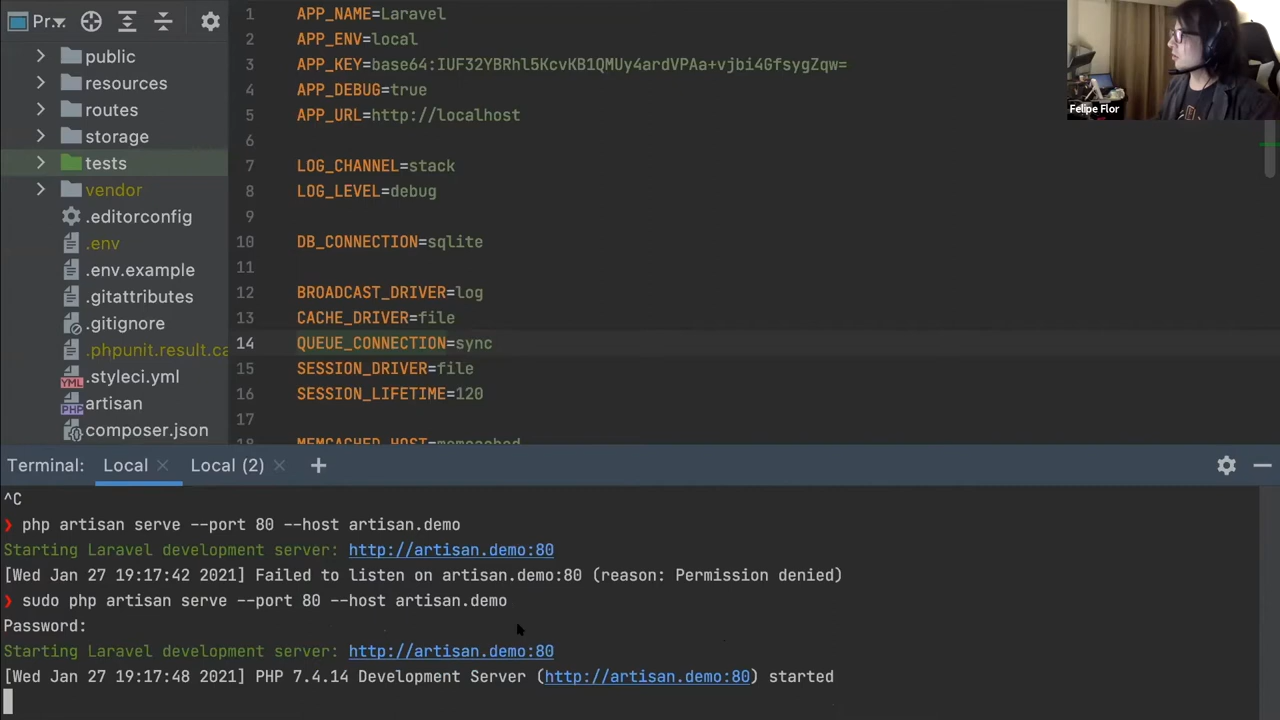 Pr...
public
resources
routes
storage
tests
vendor
.editorconfig
.env
.env.example
.gitattributes
.gitignore
.phpunit.result.ca
.styleci.yml
artisan
composer.json
1 APP_NAME=Laravel
2 APP_ENV=local
3 APP_KEY=base64:IUF32YBRhl5KcvKB1QMUy4ardVPAa+vjbi4GfsygZqw=
4 APP_DEBUG=true
5 APP_URL=http://localhost
6
7 LOG_CHANNEL=stack
8 LOG_LEVEL=debug
9
10 DB_CONNECTION=sqlite
11
12 BROADCAST_DRIVER=log
13 CACHE_DRIVER=file
14 QUEUE_CONNECTION=sync
15 SESSION_DRIVER=file
16 SESSION_LIFETIME=120
17
18 MEMCACHED_HOST=memcached
Felipe Flor
Terminal: Local Local (2)
^C
❯ php artisan serve --port 80 --host artisan.demo
Starting Laravel development server: http://artisan.demo:80
[Wed Jan 27 19:17:42 2021] Failed to listen on artisan.demo:80 (reason: Permission denied)
❯ sudo php artisan serve --port 80 --host artisan.demo
Password:
Starting Laravel development server: http://artisan.demo:80
[Wed Jan 27 19:17:48 2021] PHP 7.4.14 Development Server (http://artisan.demo:80) started